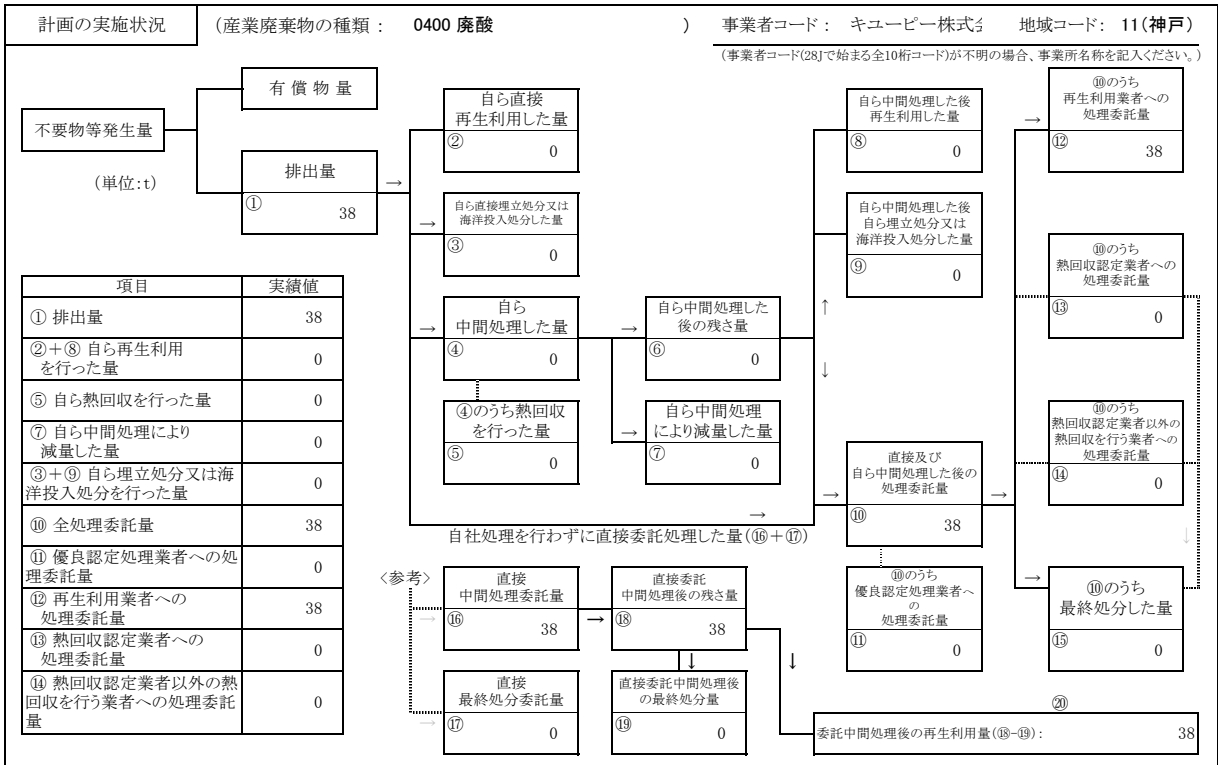 計画の実施状況
(産業廃棄物の種類 : 0400 廃酸 )
事業者コード : キユーピー株式会
地域コード: 11(神戸)
(事業者コード(28Jで始まる全10桁コード)が不明の場合、事業所名称を記入ください。)
不要物等発生量
(単位:t)
有 償 物 量
排出量
① 38
→
自ら直接
再生利用した量
② 0
→
自ら直接埋立処分又は
海洋投入処分した量
③ 0
→
自ら
中間処理した量
④ 0
④のうち熱回収
を行った量
⑤ 0
→
自ら中間処理した
後の残さ量
⑥ 0
→
自ら中間処理
により減量した量
⑦ 0
自ら中間処理した後
再生利用した量
⑧ 0
自ら中間処理した後
自ら埋立処分又は
海洋投入処分した量
⑨ 0
↑
↓
→
直接及び
自ら中間処理した後の
処理委託量
⑩ 38
→
⑩のうち
優良認定処理業者へ
の
処理委託量
⑪ 0
→
⑩のうち
再生利用業者への
処理委託量
⑫ 38
⑩のうち
熱回収認定業者への
処理委託量
⑬ 0
⑩のうち
熱回収認定業者以外の
熱回収を行う業者への
処理委託量
⑭ 0
↓
→
⑩のうち
最終処分した量
⑮ 0
→
自社処理を行わずに直接委託処理した量(⑯+⑰)
〈参考〉
→
直接
中間処理委託量
⑯ 38
→
直接委託
中間処理後の残さ量
⑱ 38
↓
↓
→
直接
最終処分委託量
⑰ 0
直接委託中間処理後
の最終処分量
⑲ 0
⑳
委託中間処理後の再生利用量(⑱-⑲) : 38
項目 実績値
① 排出量 38
②+⑧ 自ら再生利用
を行った量 0
⑤ 自ら熱回収を行った量 0
⑦ 自ら中間処理により
減量した量 0
③+⑨ 自ら埋立処分又は海
洋投入処分を行った量 0
⑩ 全処理委託量 38
⑪ 優良認定処理業者への処
理委託量 0
⑫ 再生利用業者への
処理委託量 38
⑬ 熱回収認定業者への
処理委託量 0
⑭ 熱回収認定業者以外の熱
回収を行う業者への処理委託
量 0